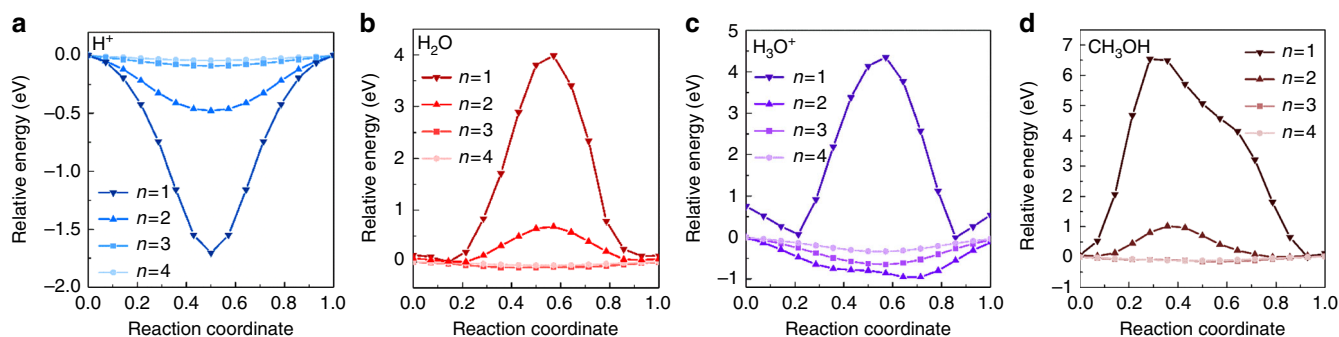 a
H⁺
Relative energy (eV)
0.0
−0.5
−1.0
−1.5
−2.0
n=1
n=2
n=3
n=4
0.0 0.2 0.4 0.6 0.8 1.0
Reaction coordinate
b
H₂O
Relative energy (eV)
4
3
2
1
0
n=1
n=2
n=3
n=4
0.0 0.2 0.4 0.6 0.8 1.0
Reaction coordinate
c
H₃O⁺
Relative energy (eV)
5
4
3
2
1
0
−1
n=1
n=2
n=3
n=4
0.0 0.2 0.4 0.6 0.8 1.0
Reaction coordinate
d
CH₃OH
Relative energy (eV)
7
6
5
4
3
2
1
0
−1
n=1
n=2
n=3
n=4
0.0 0.2 0.4 0.6 0.8 1.0
Reaction coordinate